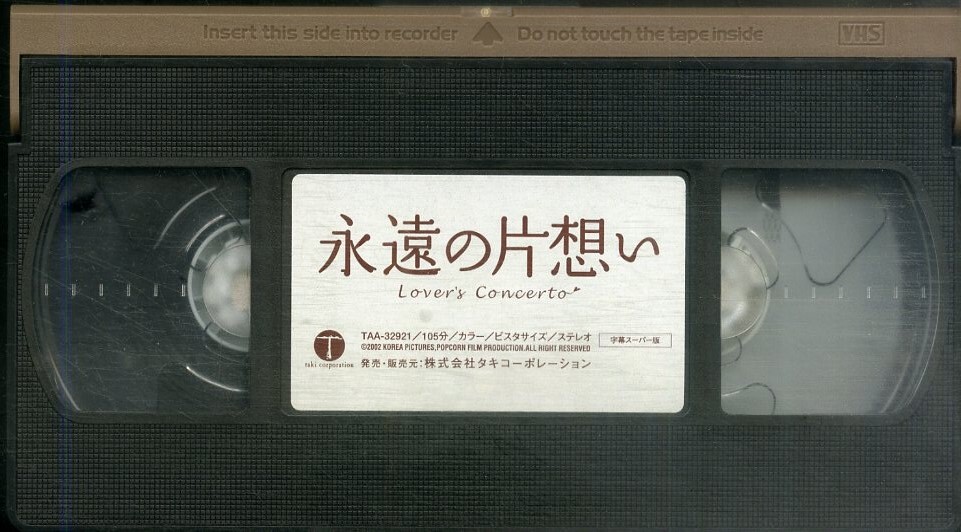 Insert this side into recorder Do not touch the tape inside VHS
永遠の片想い
Lover's Concerto
TAA-32921/105分/カラー/ビスタサイズ/ステレオ 字幕スーパー版
©2002 KOREA PICTURES,POPCORN FILM PRODUCTION.ALL RIGHT RESERVED
taki corporation 発売・販売元:株式会社タキコーポレーション